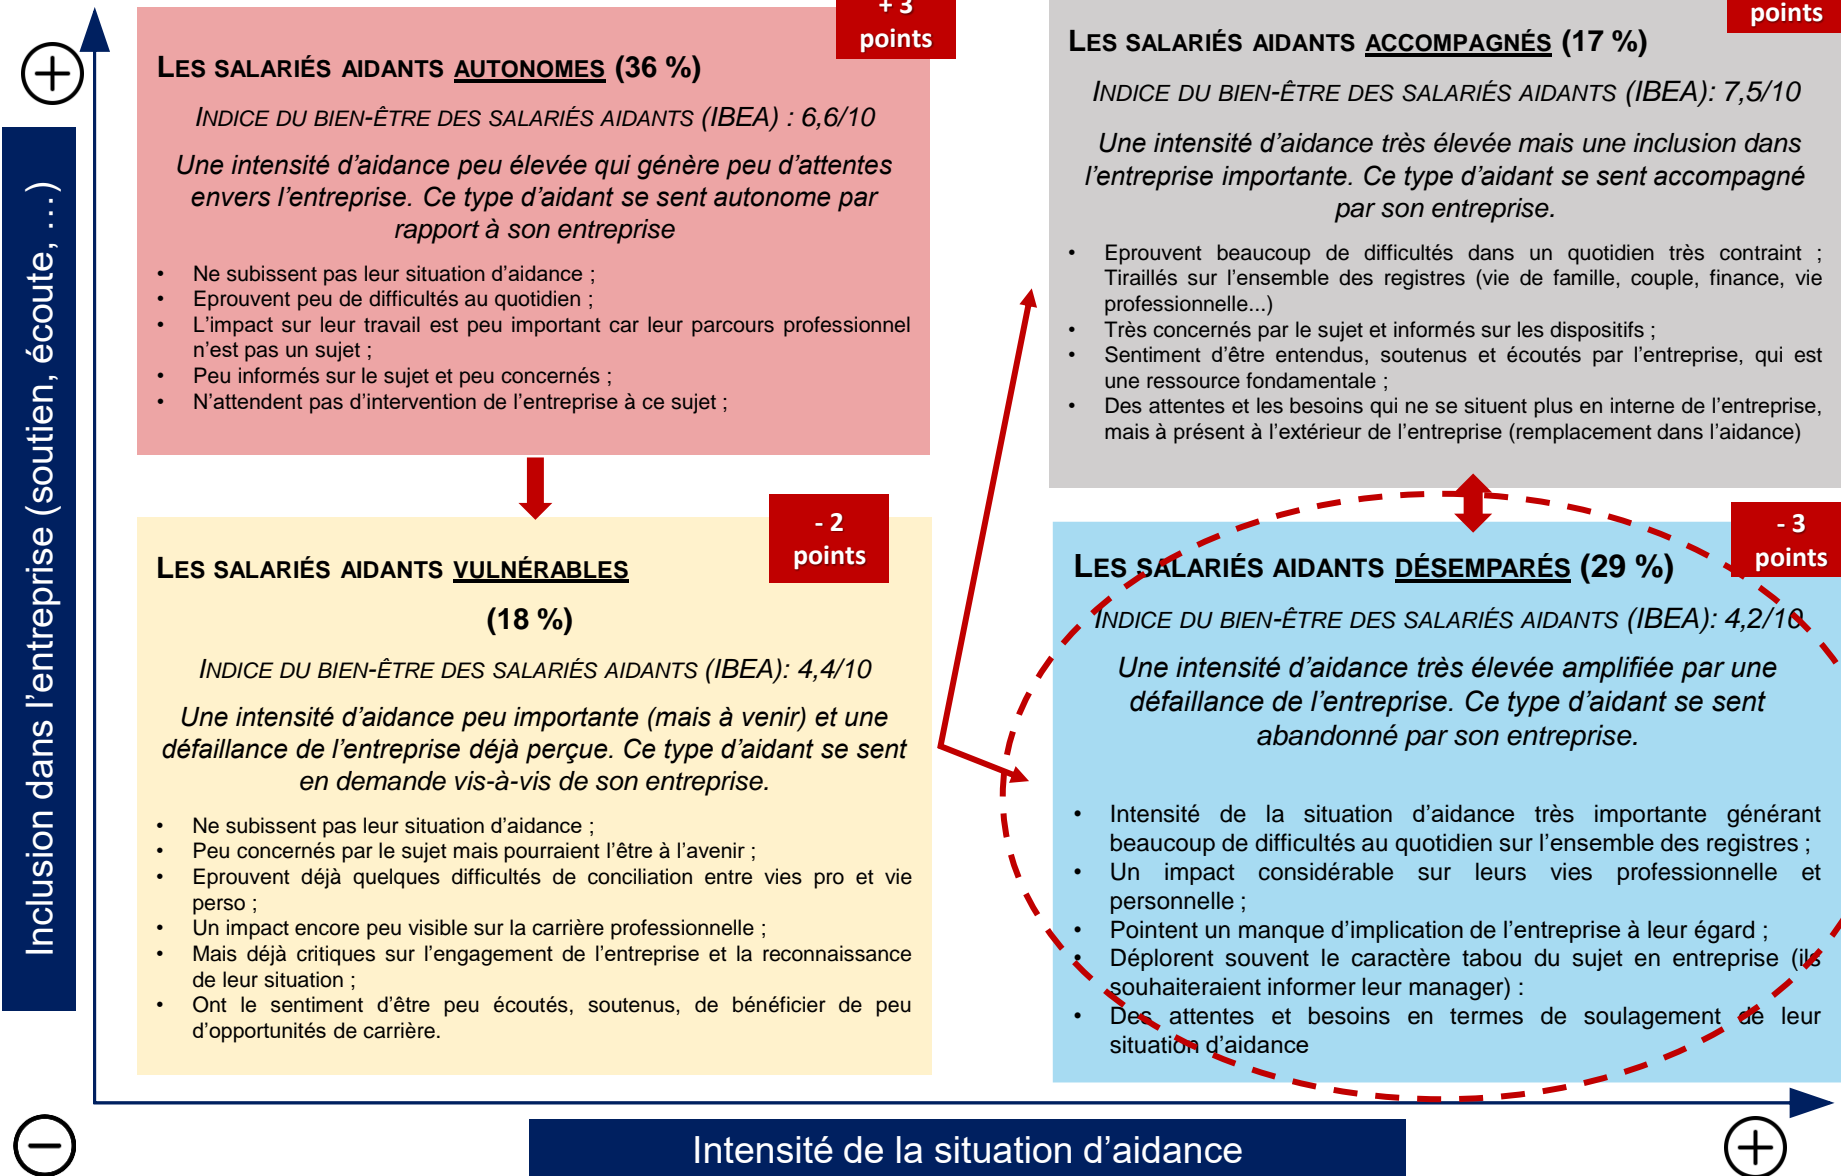 + 3
points
LES SALARIÉS AIDANTS AUTONOMES (36 %)
INDICE DU BIEN-ÊTRE DES SALARIÉS AIDANTS (IBEA) : 6,6/10
Une intensité d'aidance peu élevée qui génère peu d'attentes
envers l'entreprise. Ce type d'aidant se sent autonome par
rapport à son entreprise
• Ne subissent pas leur situation d'aidance ;
• Eprouvent peu de difficultés au quotidien ;
• L'impact sur leur travail est peu important car leur parcours professionnel
n'est pas un sujet ;
• Peu informés sur le sujet et peu concernés ;
• N'attendent pas d'intervention de l'entreprise à ce sujet ;
points
LES SALARIÉS AIDANTS ACCOMPAGNÉS (17 %)
INDICE DU BIEN-ÊTRE DES SALARIÉS AIDANTS (IBEA): 7,5/10
Une intensité d'aidance très élevée mais une inclusion dans
l'entreprise importante. Ce type d'aidant se sent accompagné
par son entreprise.
• Eprouvent beaucoup de difficultés dans un quotidien très contraint ;
Tiraillés sur l'ensemble des registres (vie de famille, couple, finance, vie
professionnelle...)
• Très concernés par le sujet et informés sur les dispositifs ;
• Sentiment d'être entendus, soutenus et écoutés par l'entreprise, qui est
une ressource fondamentale ;
• Des attentes et les besoins qui ne se situent plus en interne de l'entreprise,
mais à présent à l'extérieur de l'entreprise (remplacement dans l'aidance)
- 2
points
LES SALARIÉS AIDANTS VULNÉRABLES
(18 %)
INDICE DU BIEN-ÊTRE DES SALARIÉS AIDANTS (IBEA): 4,4/10
Une intensité d'aidance peu importante (mais à venir) et une
défaillance de l'entreprise déjà perçue. Ce type d'aidant se sent
en demande vis-à-vis de son entreprise.
• Ne subissent pas leur situation d'aidance ;
• Peu concernés par le sujet mais pourraient l'être à l'avenir ;
• Eprouvent déjà quelques difficultés de conciliation entre vies pro et vie
perso ;
• Un impact encore peu visible sur la carrière professionnelle ;
• Mais déjà critiques sur l'engagement de l'entreprise et la reconnaissance
de leur situation ;
• Ont le sentiment d'être peu écoutés, soutenus, de bénéficier de peu
d'opportunités de carrière.
- 3
points
LES SALARIÉS AIDANTS DÉSEMPARÉS (29 %)
INDICE DU BIEN-ÊTRE DES SALARIÉS AIDANTS (IBEA): 4,2/10
Une intensité d'aidance très élevée amplifiée par une
défaillance de l'entreprise. Ce type d'aidant se sent
abandonné par son entreprise.
• Intensité de la situation d'aidance très importante générant
beaucoup de difficultés au quotidien sur l'ensemble des registres ;
• Un impact considérable sur leurs vies professionnelle et
personnelle ;
• Pointent un manque d'implication de l'entreprise à leur égard ;
• Déplorent souvent le caractère tabou du sujet en entreprise (ils
souhaiteraient informer leur manager) :
• Des attentes et besoins en termes de soulagement de leur
situation d'aidance
Inclusion dans l'entreprise (soutien, écoute, …)
Intensité de la situation d'aidance